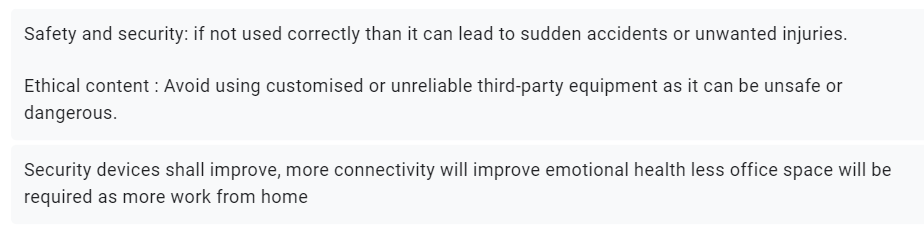 Safety and security: if not used correctly than it can lead to sudden accidents or unwanted injuries.
Ethical content : Avoid using customised or unreliable third-party equipment as it can be unsafe or
dangerous.
Security devices shall improve, more connectivity will improve emotional health less office space will be
required as more work from home